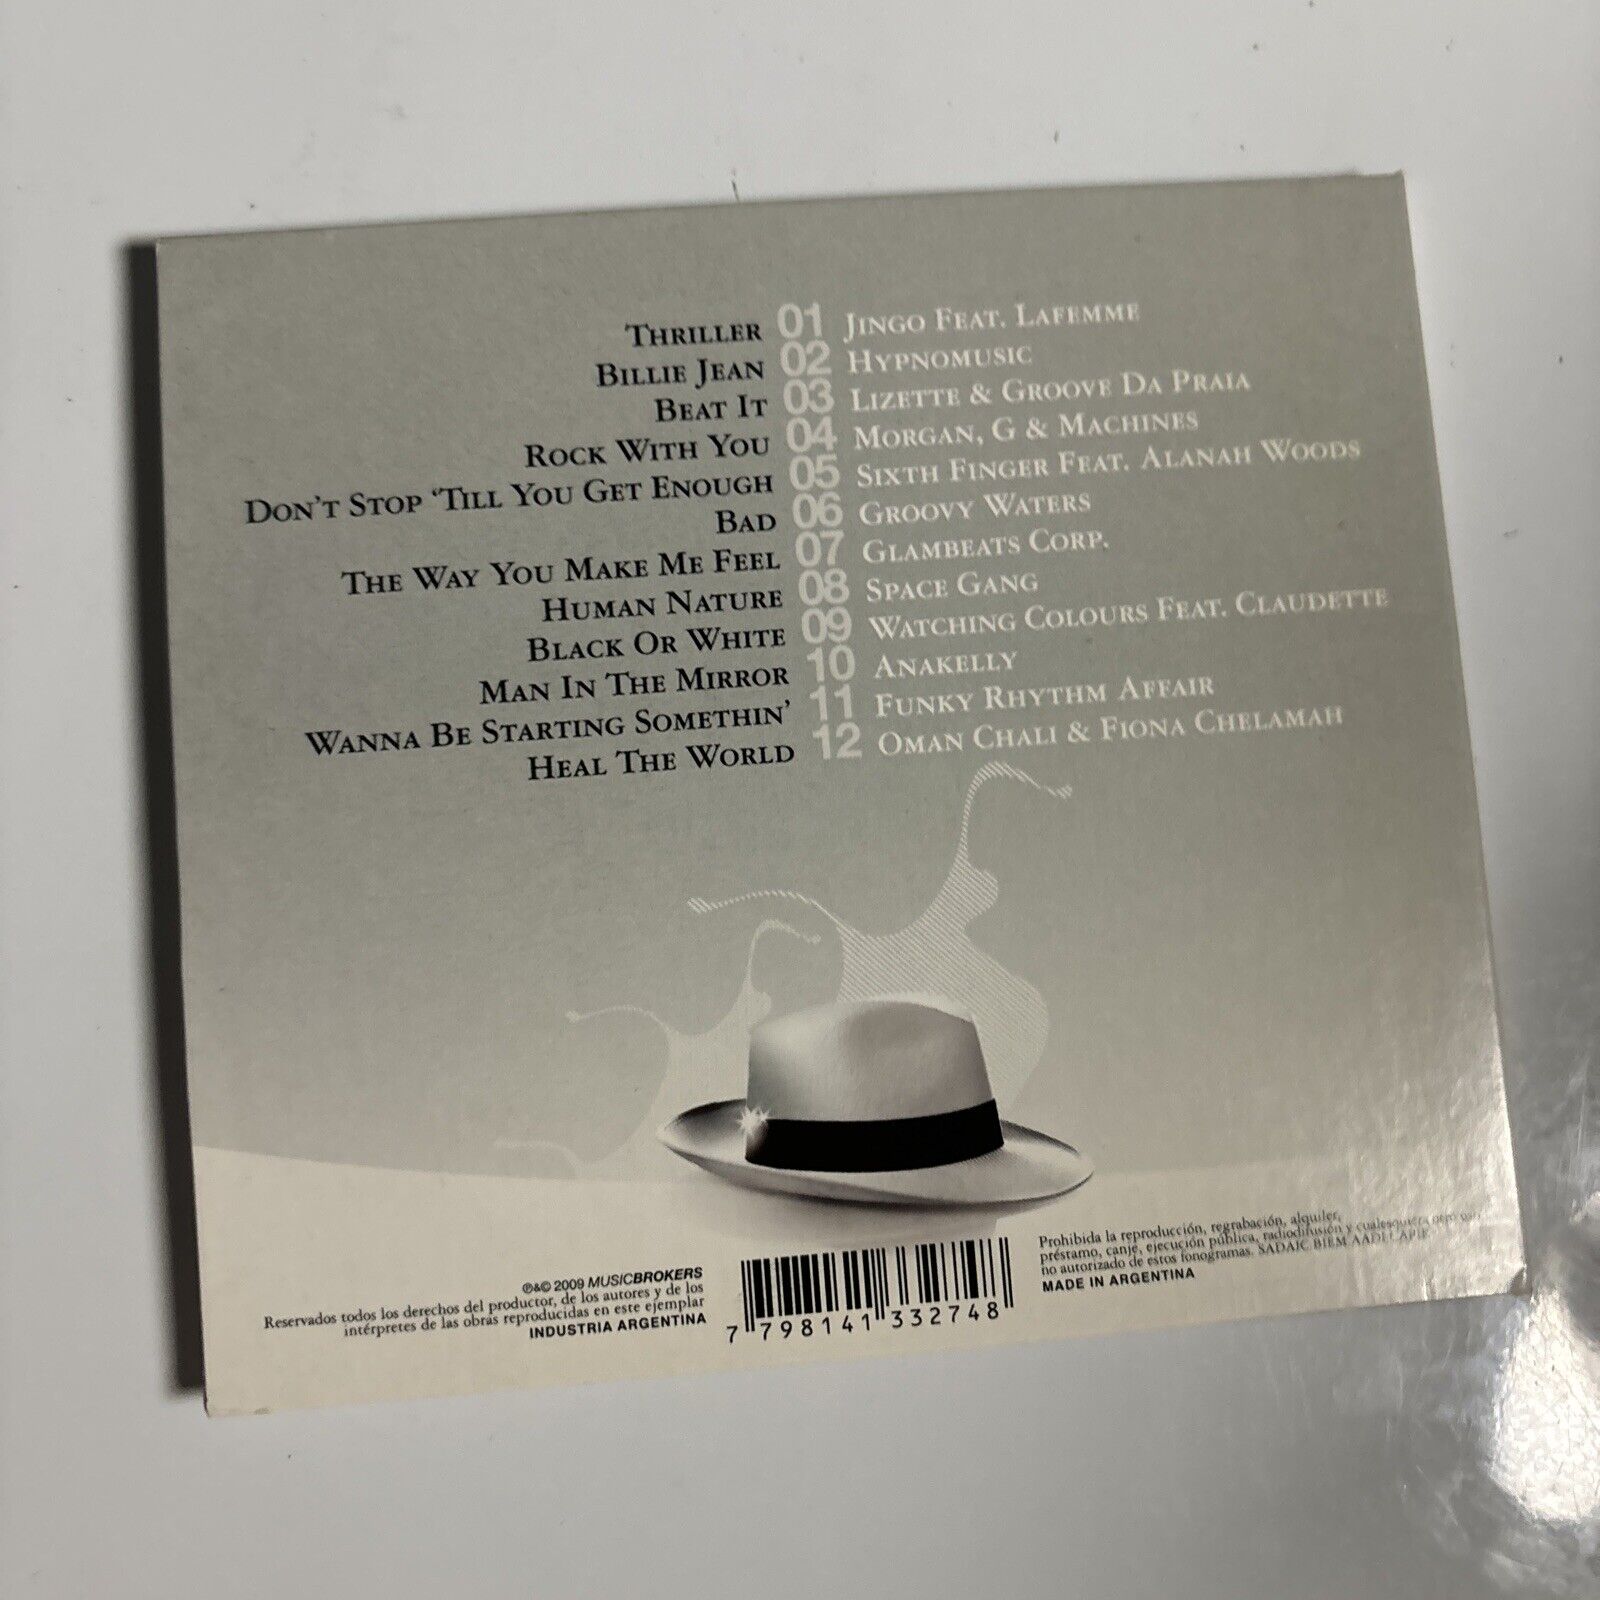 THRILLER 01 JINGO FEAT. LAFEMME
BILLIE JEAN 02 HYPNOMUSIC
BEAT IT 03 LIZETTE & GROOVE DA PRAIA
ROCK WITH YOU 04 MORGAN, G & MACHINES
DON'T STOP 'TILL YOU GET ENOUGH 05 SIXTH FINGER FEAT. ALANAH WOODS
BAD 06 GROOVY WATERS
THE WAY YOU MAKE ME FEEL 07 GLAMBEATS CORP.
HUMAN NATURE 08 SPACE GANG
BLACK OR WHITE 09 WATCHING COLOURS FEAT. CLAUDETTE
MAN IN THE MIRROR 10 ANAKELLY
WANNA BE STARTING SOMETHIN' 11 FUNKY RHYTHM AFFAIR
HEAL THE WORLD 12 OMAN CHALI & FIONA CHELAMAH
℗&© 2009 MUSICBROKERS
Reservados todos los derechos del productor, de los autores y de los
intérpretes de las obras reproducidas en este ejemplar
INDUSTRIA ARGENTINA
7 798141 332748
Prohibida la reproducción, regrabación, alquiler,
préstamo, canje, ejecución pública, radiodifusión y cualesquier otro uso
no autorizado de estos fonogramas. SADAIC BIEM AADI CAPIF
MADE IN ARGENTINA